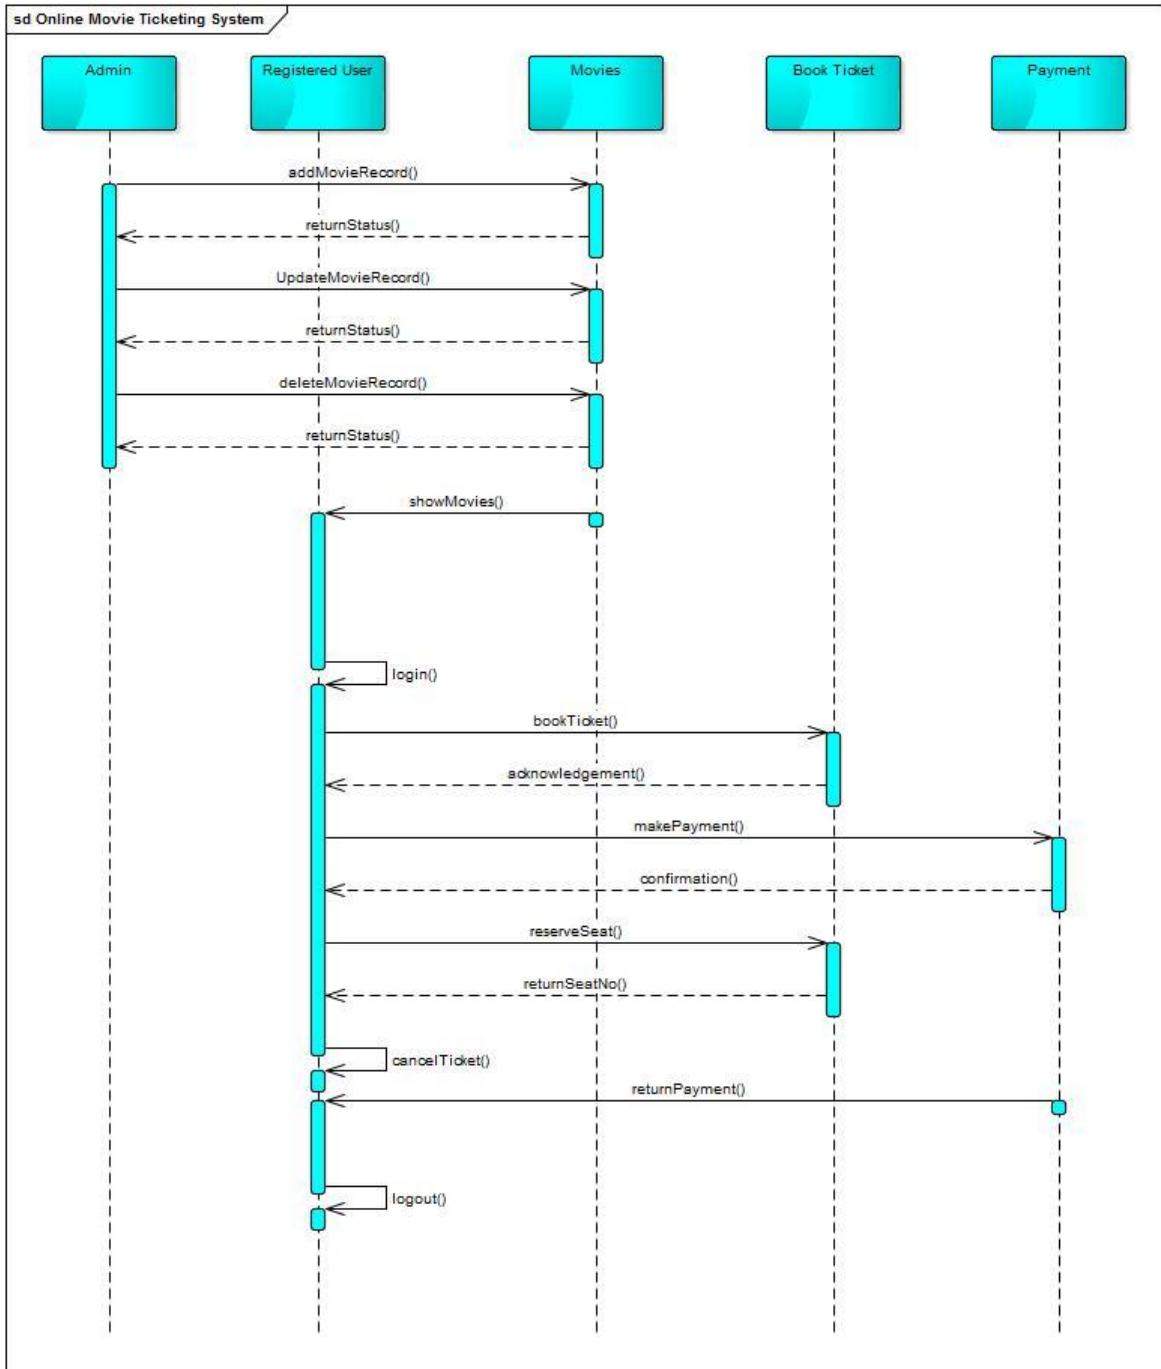 sd Online Movie Ticketing System
Admin
Registered User
Movies
Book Ticket
Payment
addMovieRecord()
returnStatus()
UpdateMovieRecord()
returnStatus()
deleteMovieRecord()
returnStatus()
showMovies()
login()
bookTicket()
acknowledgement()
makePayment()
confirmation()
reserveSeat()
returnSeatNo()
cancelTicket()
returnPayment()
logout()